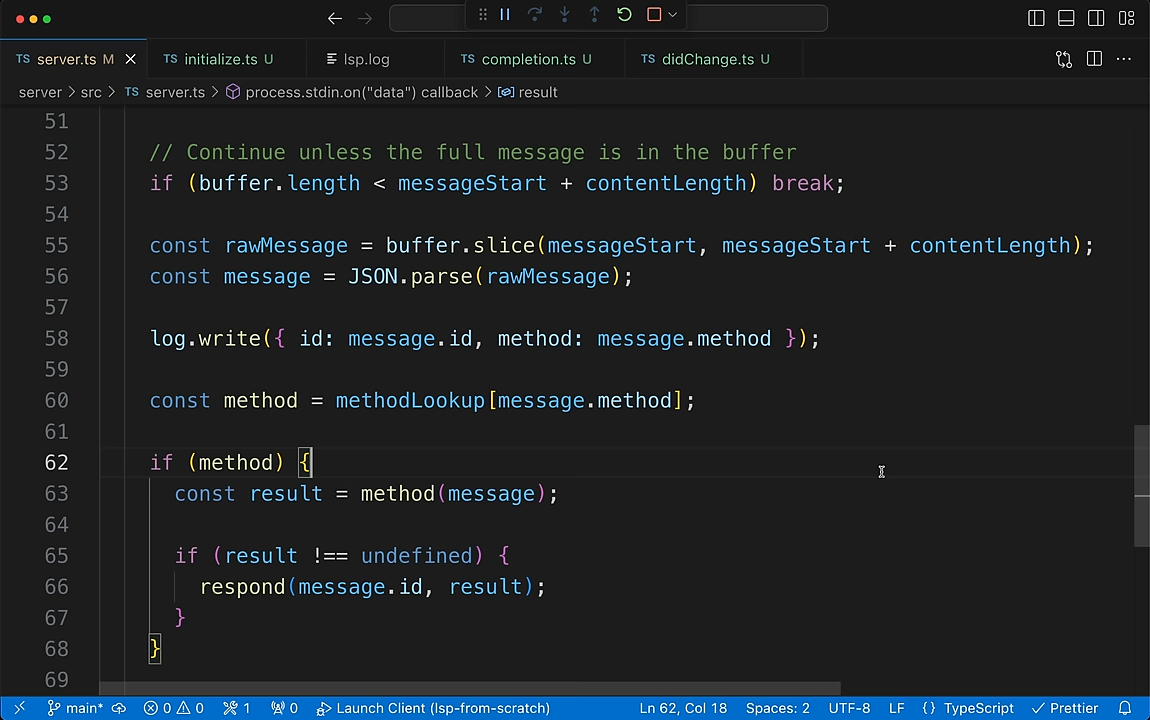 TS server.ts M TS initialize.ts U lsp.log TS completion.ts U TS didChange.ts U
server > src > TS server.ts > process.stdin.on("data") callback > result
51
52 // Continue unless the full message is in the buffer
53 if (buffer.length < messageStart + contentLength) break;
54
55 const rawMessage = buffer.slice(messageStart, messageStart + contentLength);
56 const message = JSON.parse(rawMessage);
57
58 log.write({ id: message.id, method: message.method });
59
60 const method = methodLookup[message.method];
61
62 if (method) {
63 const result = method(message);
64
65 if (result !== undefined) {
66 respond(message.id, result);
67 }
68 }
69
main* 0 0 1 0 Launch Client (lsp-from-scratch) Ln 62, Col 18 Spaces: 2 UTF-8 LF {} TypeScript Prettier